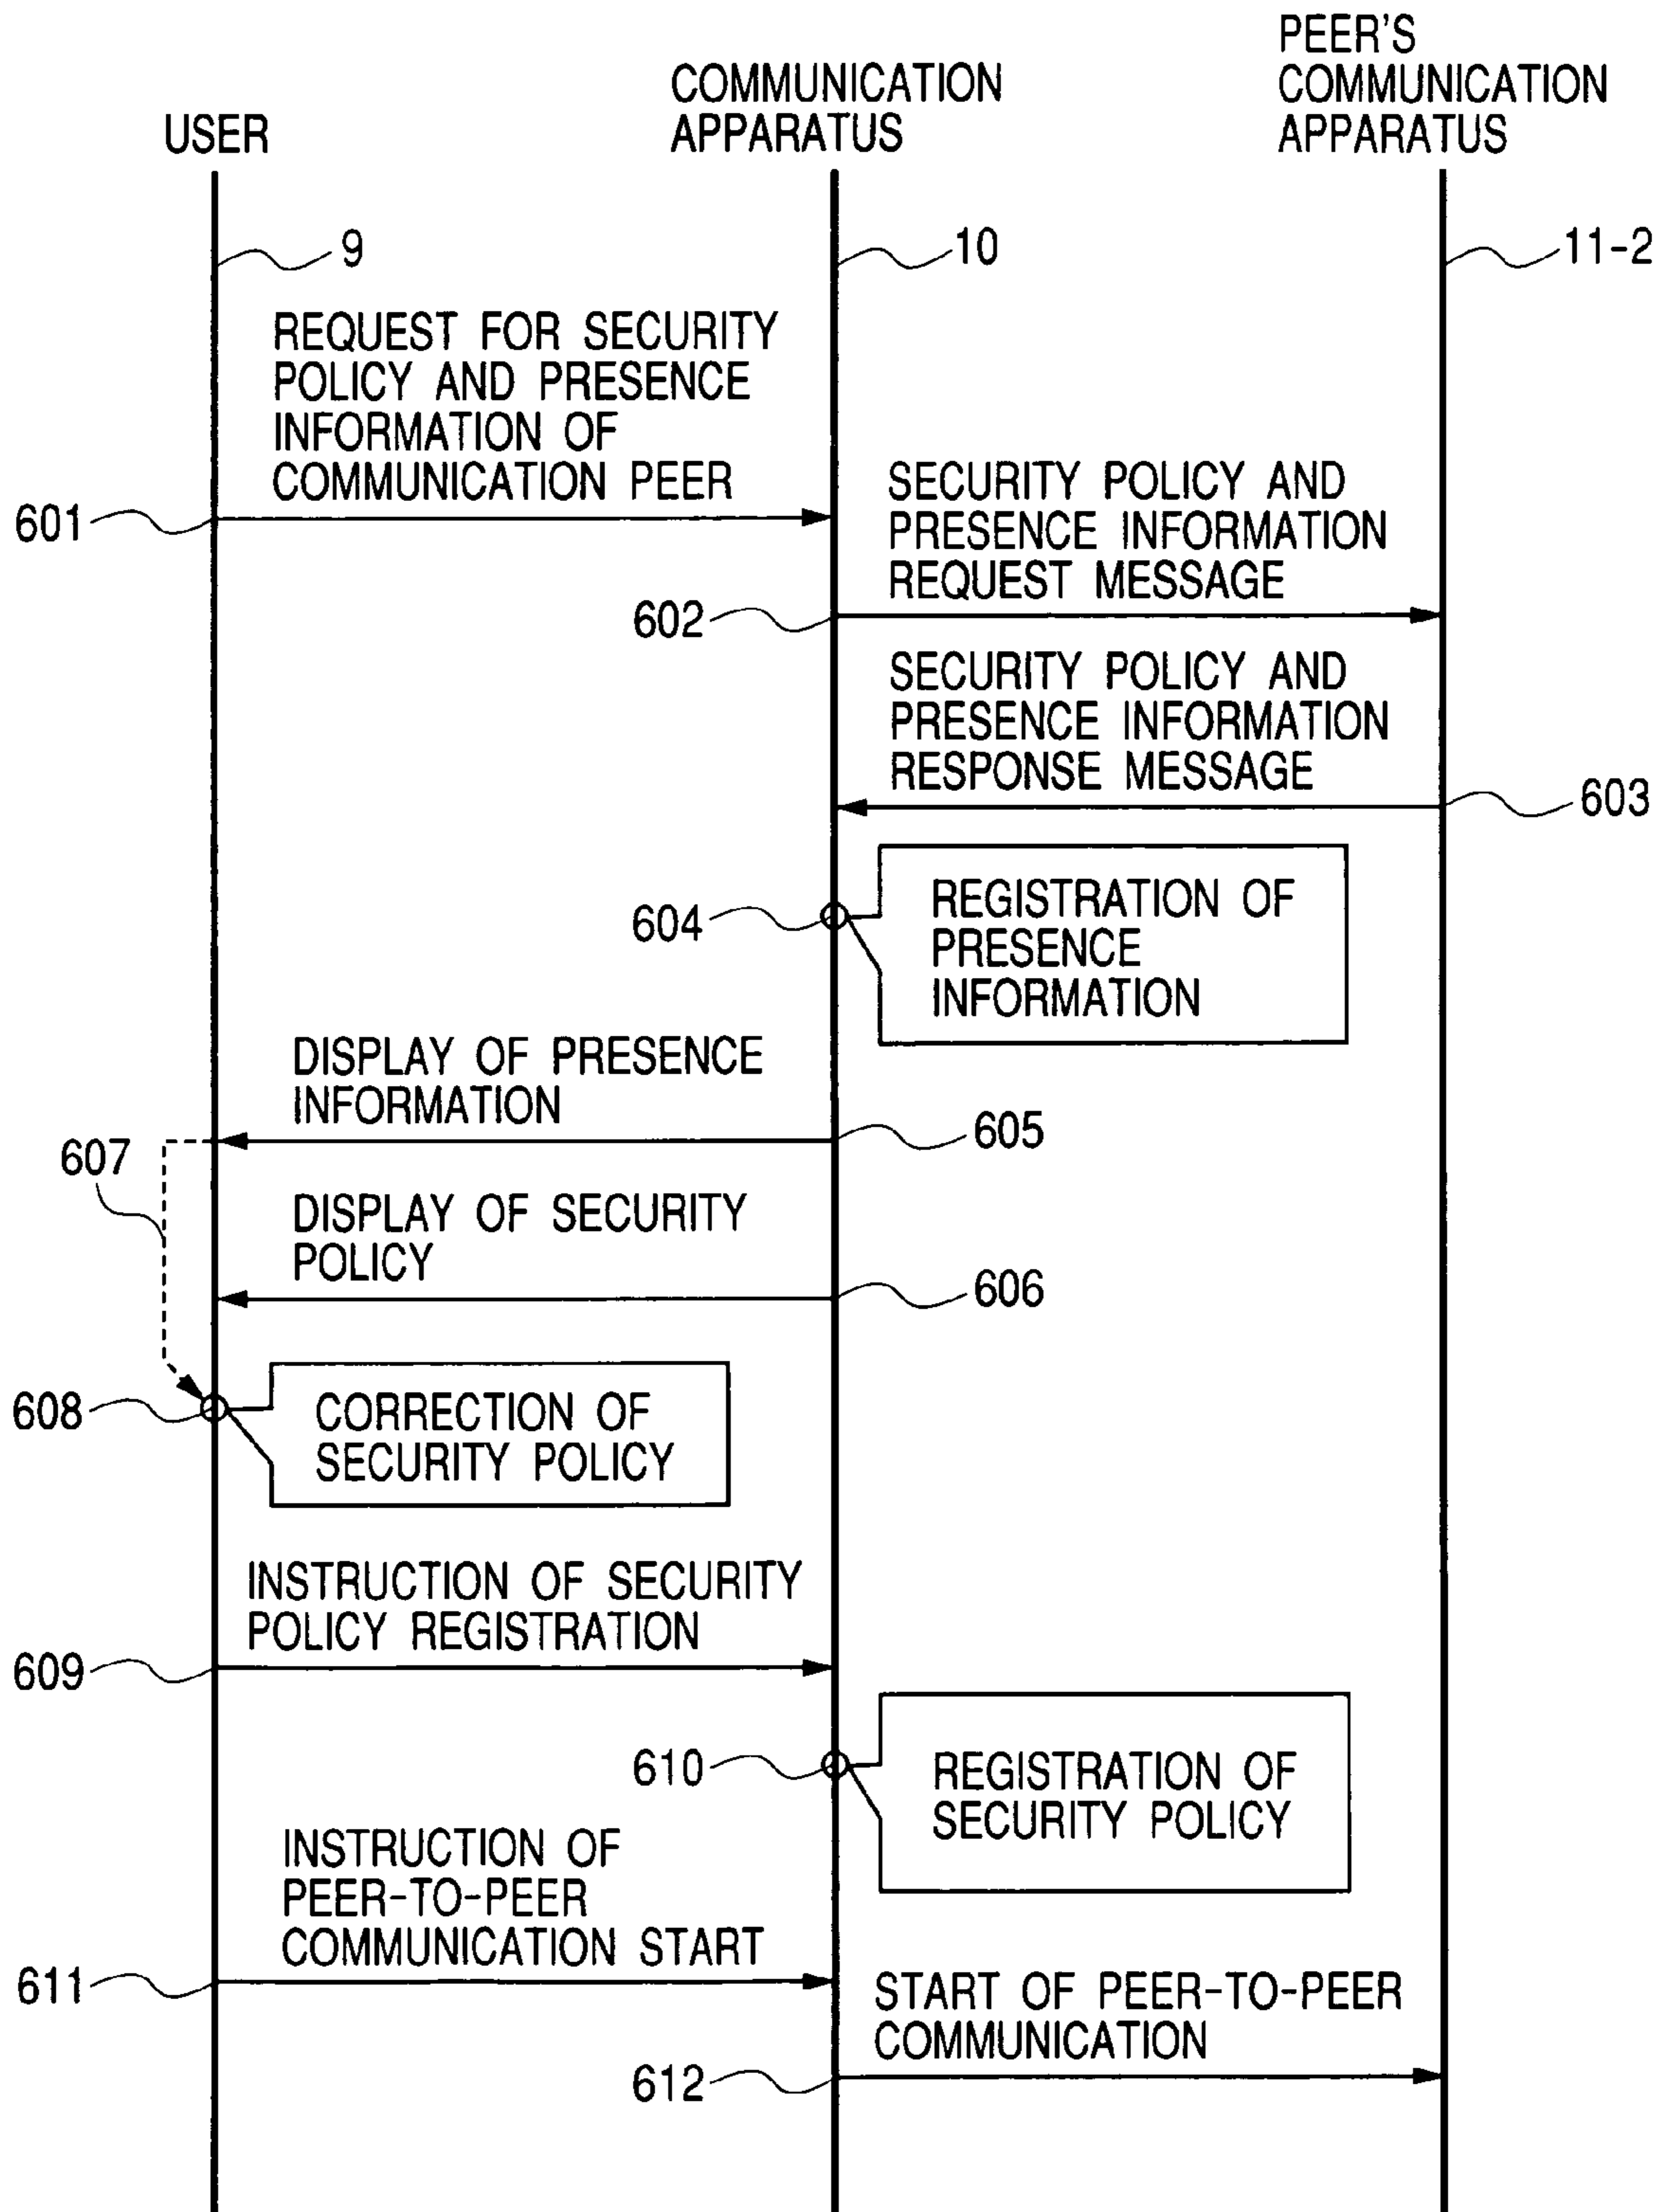 USER
COMMUNICATION
APPARATUS
PEER'S
COMMUNICATION
APPARATUS
9
10
11-2
REQUEST FOR SECURITY
POLICY AND PRESENCE
INFORMATION OF
COMMUNICATION PEER
601
SECURITY POLICY AND
PRESENCE INFORMATION
REQUEST MESSAGE
602
SECURITY POLICY AND
PRESENCE INFORMATION
RESPONSE MESSAGE
603
604
REGISTRATION OF
PRESENCE
INFORMATION
DISPLAY OF PRESENCE
INFORMATION
605
607
DISPLAY OF SECURITY
POLICY
606
608
CORRECTION OF
SECURITY POLICY
INSTRUCTION OF SECURITY
POLICY REGISTRATION
609
610
REGISTRATION OF
SECURITY POLICY
INSTRUCTION OF
PEER-TO-PEER
COMMUNICATION START
611
START OF PEER-TO-PEER
COMMUNICATION
612